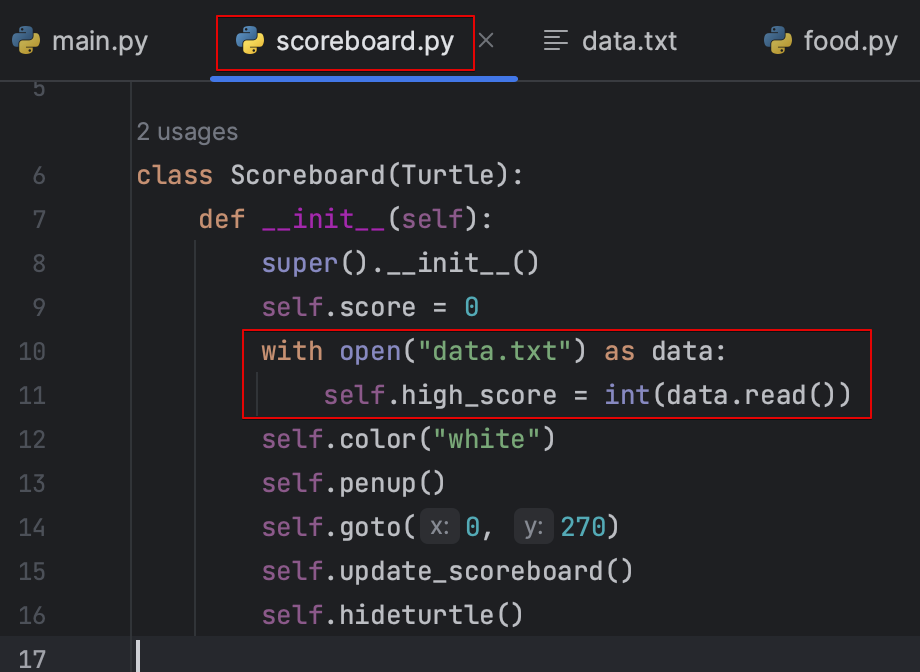 main.py scoreboard.py data.txt food.py
5
2 usages
6 class Scoreboard(Turtle):
7 def __init__(self):
8 super().__init__()
9 self.score = 0
10 with open("data.txt") as data:
11 self.high_score = int(data.read())
12 self.color("white")
13 self.penup()
14 self.goto(x: 0, y: 270)
15 self.update_scoreboard()
16 self.hideturtle()
17